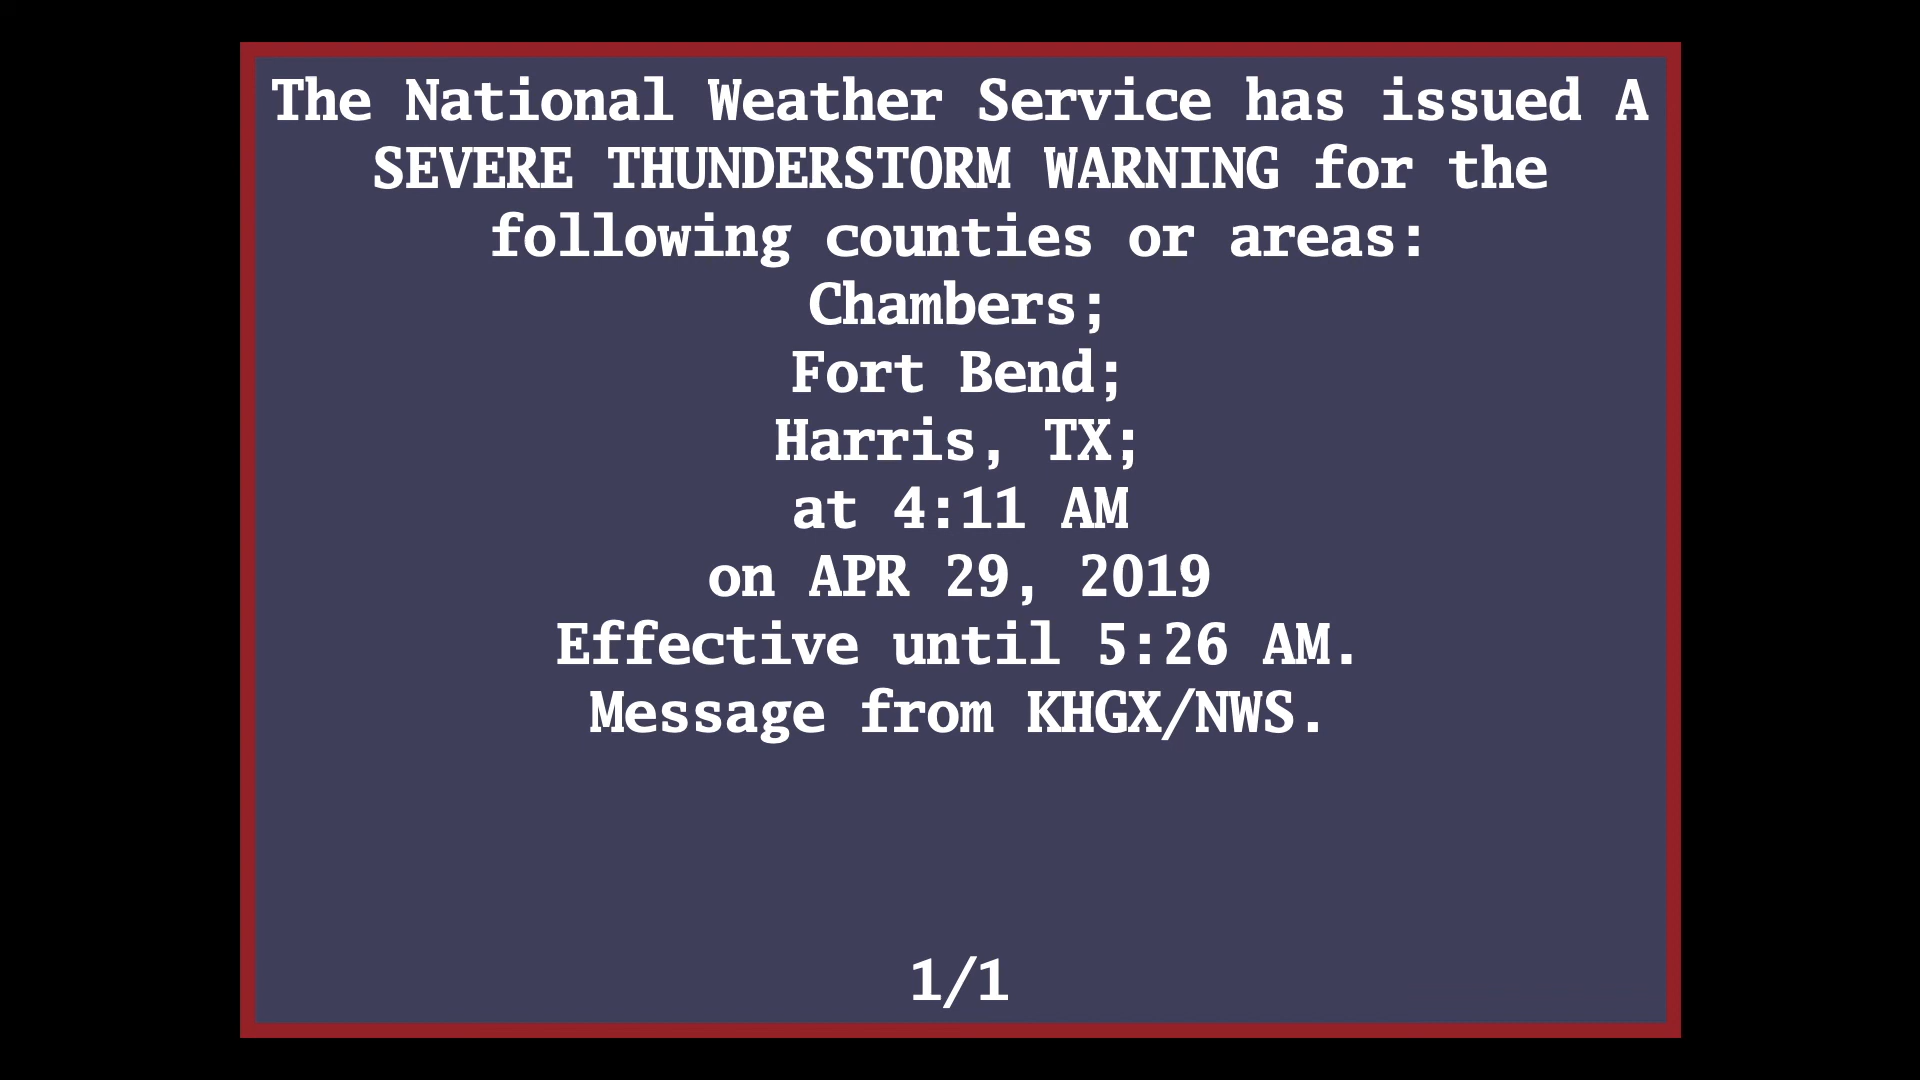 The National Weather Service has issued A
SEVERE THUNDERSTORM WARNING for the
following counties or areas:
Chambers;
Fort Bend;
Harris, TX;
at 4:11 AM
on APR 29, 2019
Effective until 5:26 AM.
Message from KHGX/NWS.
1/1